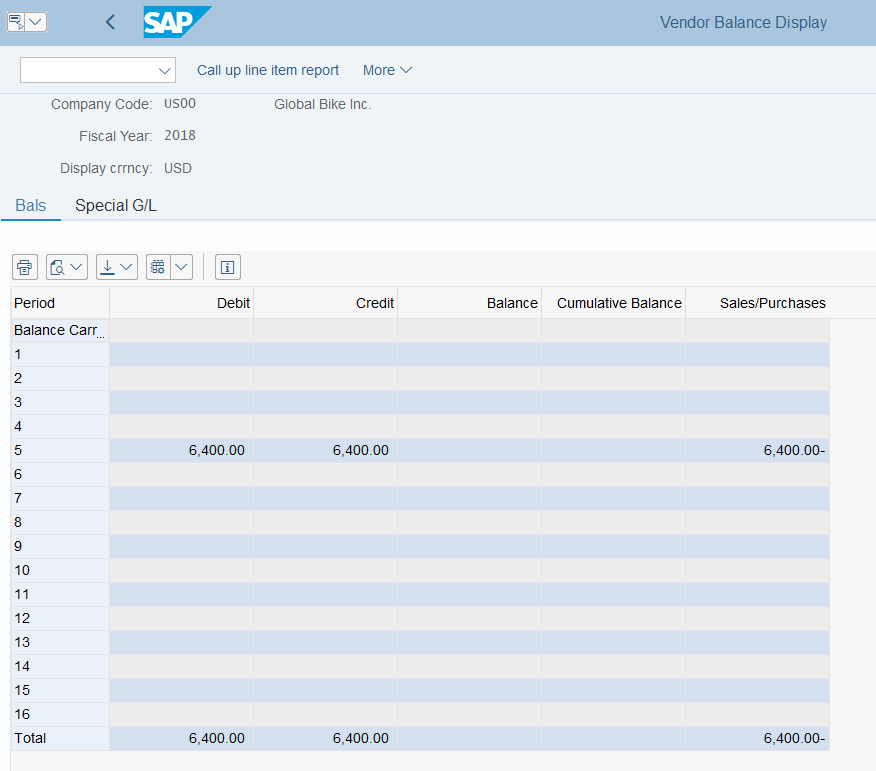 SAP
Vendor Balance Display
Call up line item report More
Company Code: US00 Global Bike Inc.
Fiscal Year: 2018
Display crrncy: USD
Bals Special G/L
Period Debit Credit Balance Cumulative Balance Sales/Purchases
Balance Carr...
1
2
3
4
5 6,400.00 6,400.00 6,400.00-
6
7
8
9
10
11
12
13
14
15
16
Total 6,400.00 6,400.00 6,400.00-